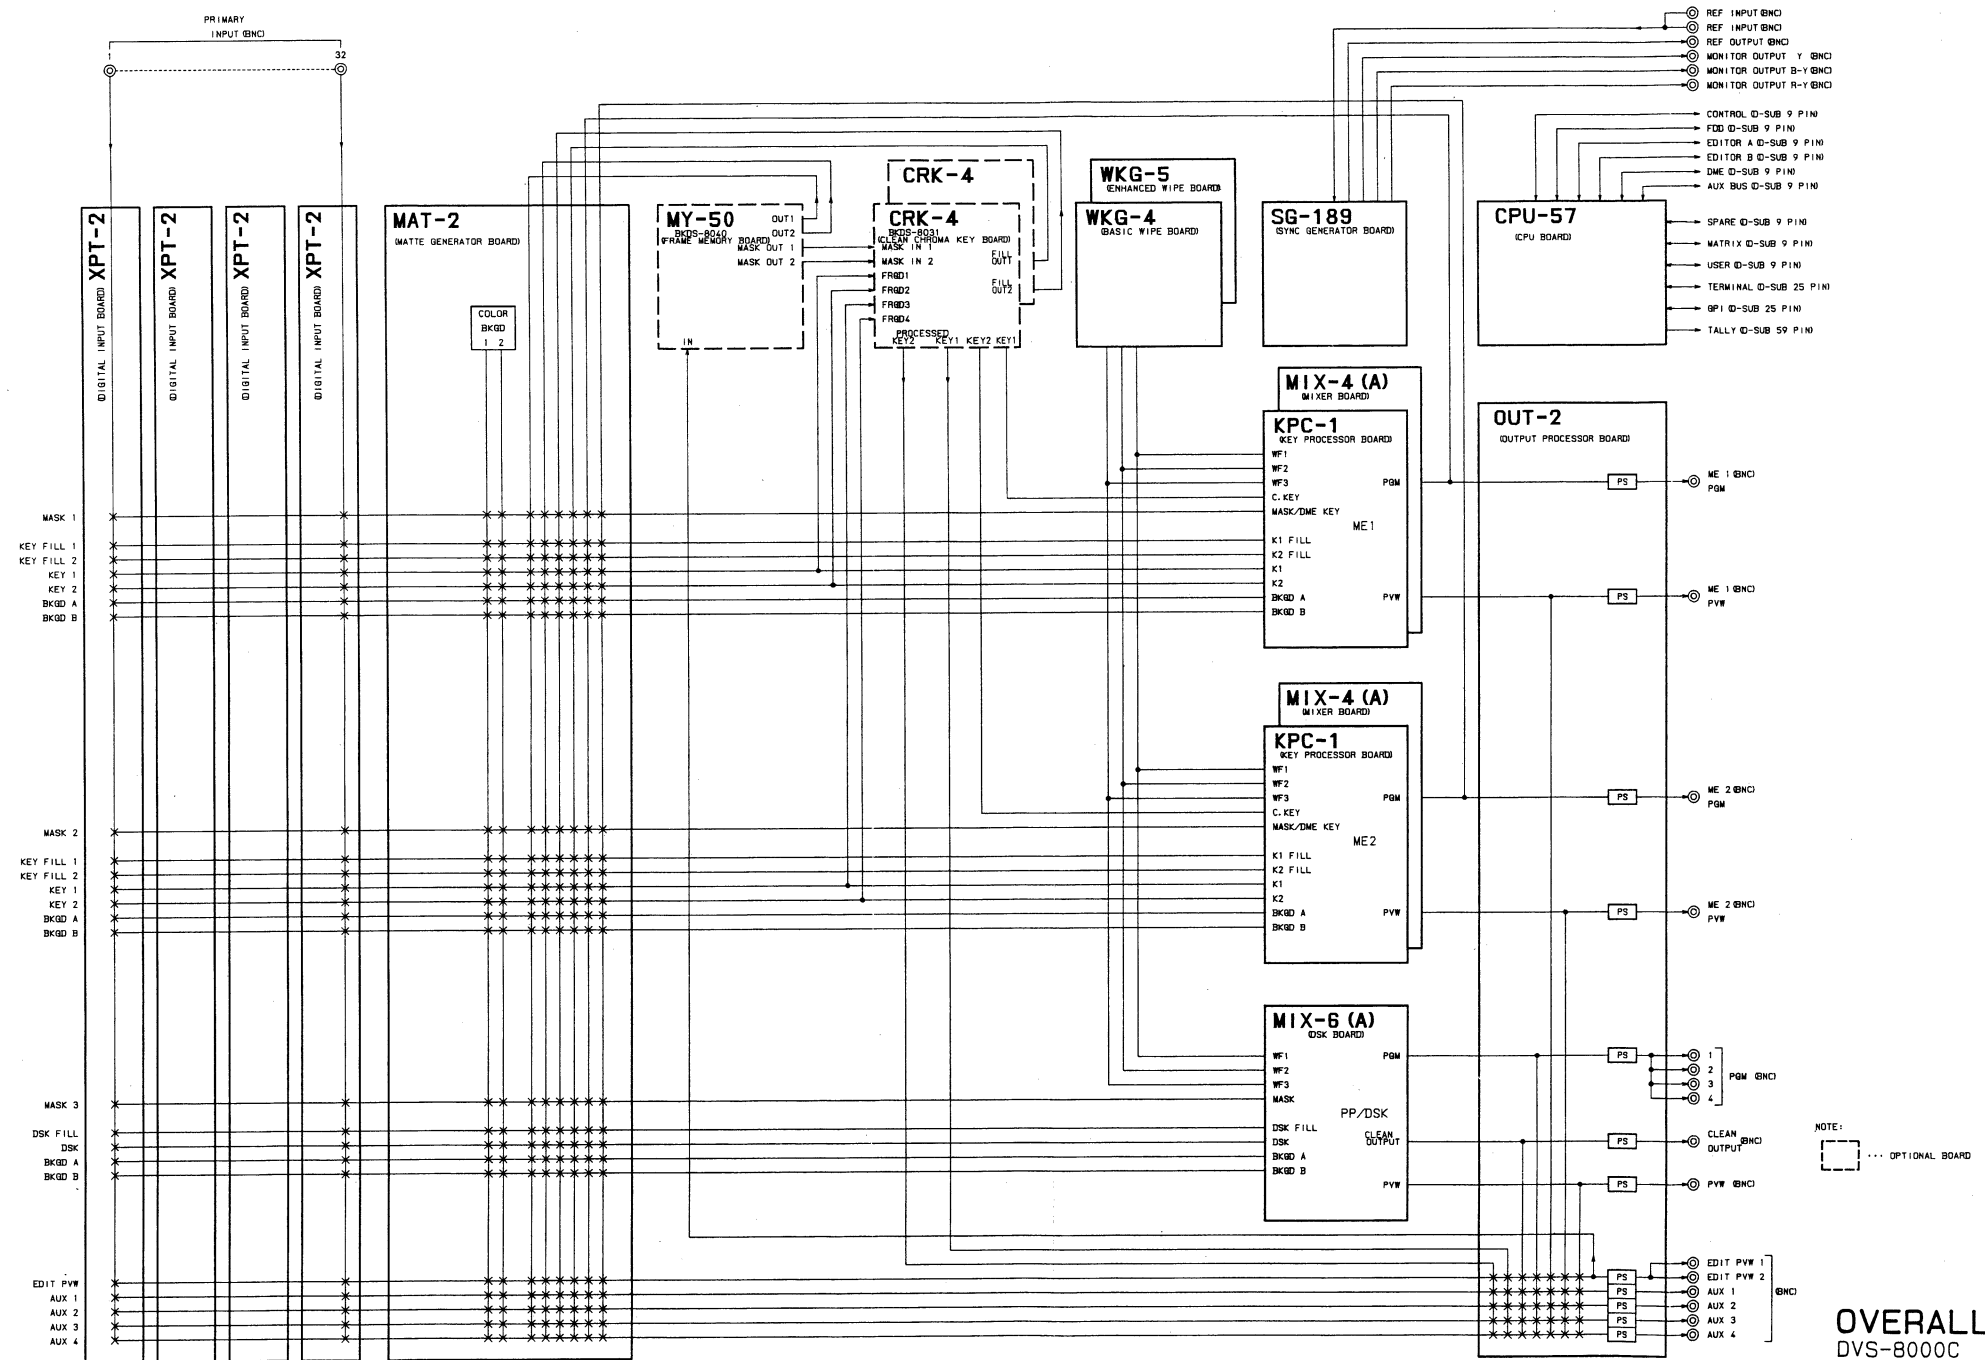 PRIMARY
INPUT (BNC)
1
32
REF INPUT (BNC)
REF INPUT (BNC)
REF OUTPUT (BNC)
MONITOR OUTPUT Y (BNC)
MONITOR OUTPUT B-Y (BNC)
MONITOR OUTPUT R-Y (BNC)
CONTROL (D-SUB 9 PIN)
FDD (D-SUB 9 PIN)
EDITOR A (D-SUB 9 PIN)
EDITOR B (D-SUB 9 PIN)
DME (D-SUB 9 PIN)
AUX BUS (D-SUB 9 PIN)
SPARE (D-SUB 9 PIN)
MATRIX (D-SUB 9 PIN)
USER (D-SUB 9 PIN)
TERMINAL (D-SUB 25 PIN)
GPI (D-SUB 25 PIN)
TALLY (D-SUB 59 PIN)
XPT-2
(DIGITAL INPUT BOARD)
XPT-2
(DIGITAL INPUT BOARD)
XPT-2
(DIGITAL INPUT BOARD)
XPT-2
(DIGITAL INPUT BOARD)
MAT-2
(MATTE GENERATOR BOARD)
COLOR
BKGD
1 2
MY-50
BKDS-8040
(FRAME MEMORY BOARD)
OUT1
OUT2
MASK OUT 1
MASK OUT 2
IN
CRK-4
CRK-4
BKDS-8031
(CLEAN CHROMA KEY BOARD)
MASK IN 1
MASK IN 2
FRGD1
FRGD2
FRGD3
FRGD4
FILL
OUT1
FILL
OUT2
PROCESSED
KEY2 KEY1 KEY2 KEY1
WKG-5
(ENHANCED WIPE BOARD)
WKG-4
(BASIC WIPE BOARD)
SG-189
(SYNC GENERATOR BOARD)
CPU-57
(CPU BOARD)
MIX-4 (A)
(MIXER BOARD)
KPC-1
(KEY PROCESSOR BOARD)
WF1
WF2
WF3
C.KEY
MASK/DME KEY
K1 FILL
K2 FILL
K1
K2
BKGD A
BKGD B
PGM
ME1
PVW
OUT-2
(OUTPUT PROCESSOR BOARD)
PS
ME 1 (BNC)
PGM
PS
ME 1 (BNC)
PVW
MASK 1
KEY FILL 1
KEY FILL 2
KEY 1
KEY 2
BKGD A
BKGD B
MIX-4 (A)
(MIXER BOARD)
KPC-1
(KEY PROCESSOR BOARD)
WF1
WF2
WF3
C.KEY
MASK/DME KEY
K1 FILL
K2 FILL
K1
K2
BKGD A
BKGD B
PGM
ME2
PVW
PS
ME 2 (BNC)
PGM
PS
ME 2 (BNC)
PVW
MASK 2
KEY FILL 1
KEY FILL 2
KEY 1
KEY 2
BKGD A
BKGD B
MIX-6 (A)
(DSK BOARD)
WF1
WF2
WF3
MASK
DSK FILL
DSK
BKGD A
BKGD B
PGM
PP/DSK
CLEAN
OUTPUT
PVW
PS
1
2
3
4
PGM (BNC)
PS
CLEAN
OUTPUT
(BNC)
PS
PVW (BNC)
MASK 3
DSK FILL
DSK
BKGD A
BKGD B
EDIT PVW
AUX 1
AUX 2
AUX 3
AUX 4
PS
PS
PS
PS
PS
EDIT PVW 1
EDIT PVW 2
AUX 1
AUX 2
AUX 3
AUX 4
(BNC)
NOTE:
··· OPTIONAL BOARD
OVERALL
DVS-8000C